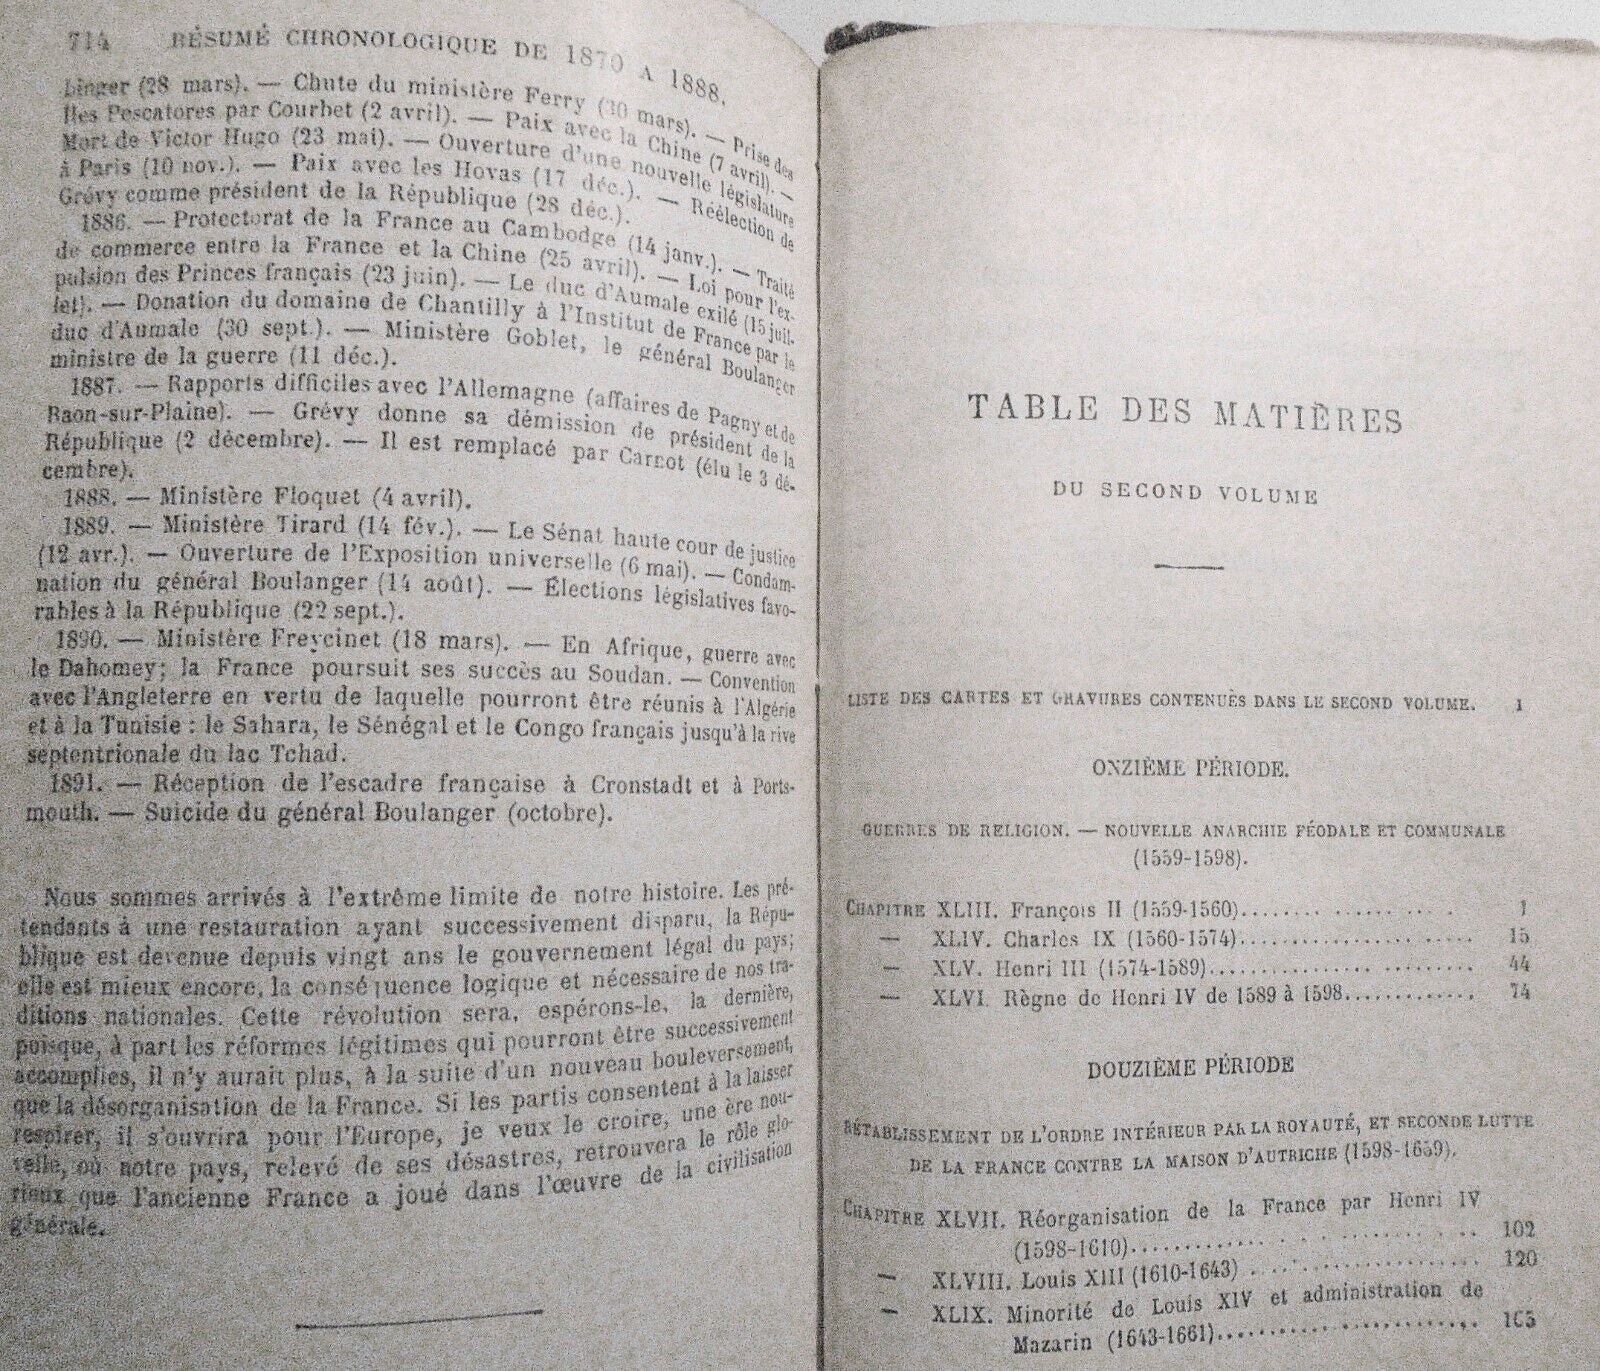 714 RÉSUMÉ CHRONOLOGIQUE DE 1870 A 1888.
Linger (28 mars). — Chute du ministère Ferry (30 mars). — Prise des
Iles Pescatores par Courbet (2 avril). — Paix avec la Chine (7 avril). —
Mort de Victor Hugo (23 mai). — Ouverture d'une nouvelle législature
à Paris (10 nov.). — Paix avec les Hovas (17 déc.). — Réélection de
Grévy comme président de la République (28 déc.).
1886. — Protectorat de la France au Cambodge (14 janv.). — Traité
de commerce entre la France et la Chine (25 avril). — Loi pour l'ex-
pulsion des Princes français (23 juin). — Le duc d'Aumale exilé (15 juil-
let). — Donation du domaine de Chantilly à l'Institut de France par le
duc d'Aumale (30 sept.). — Ministère Goblet, le général Boulanger
ministre de la guerre (11 déc.).
1887. — Rapports difficiles avec l'Allemagne (affaires de Pagny et de
Raon-sur-Plaine). — Grévy donne sa démission de président de la
République (2 décembre). — Il est remplacé par Carnot (élu le 3 dé-
cembre).
1888. — Ministère Floquet (4 avril).
1889. — Ministère Tirard (14 fév.). — Le Sénat haute cour de justice
(12 avr.). — Ouverture de l'Exposition universelle (6 mai). — Condam-
nation du général Boulanger (14 août). — Élections législatives favo-
rables à la République (22 sept.).
1890. — Ministère Freycinet (18 mars). — En Afrique, guerre avec
le Dahomey; la France poursuit ses succès au Soudan. — Convention
avec l'Angleterre en vertu de laquelle pourront être réunis à l'Algérie
et à la Tunisie : le Sahara, le Sénégal et le Congo français jusqu'à la rive
septentrionale du lac Tchad.
1891. — Réception de l'escadre française à Cronstadt et à Ports-
mouth. — Suicide du général Boulanger (octobre).
Nous sommes arrivés à l'extrême limite de notre histoire. Les pré-
tendants à une restauration ayant successivement disparu, la Répu-
blique est devenue depuis vingt ans le gouvernement légal du pays;
elle est mieux encore, la conséquence logique et nécessaire de nos tra-
ditions nationales. Cette révolution sera, espérons-le, la dernière,
puisque, à part les réformes légitimes qui pourront être successivement
accomplies, il n'y aurait plus, à la suite d'un nouveau bouleversement,
que la désorganisation de la France. Si les partis consentent à la laisser
respirer, il s'ouvrira pour l'Europe, je veux le croire, une ère nou-
velle, où notre pays, relevé de ses désastres, retrouvera le rôle glo-
rieux que l'ancienne France a joué dans l'œuvre de la civilisation
générale.
TABLE DES MATIÈRES
DU SECOND VOLUME
LISTE DES CARTES ET GRAVURES CONTENUES DANS LE SECOND VOLUME. 1
ONZIÈME PÉRIODE.
GUERRES DE RELIGION. — NOUVELLE ANARCHIE FÉODALE ET COMMUNALE
(1559-1598).
CHAPITRE XLIII. François II (1559-1560)................... 1
— XLIV. Charles IX (1560-1574)................... 15
— XLV. Henri III (1574-1589)................... 44
— XLVI. Règne de Henri IV de 1589 à 1598............. 74
DOUZIÈME PÉRIODE
RÉTABLISSEMENT DE L'ORDRE INTÉRIEUR PAR LA ROYAUTÉ, ET SECONDE LUTTE
DE LA FRANCE CONTRE LA MAISON D'AUTRICHE (1598-1659).
CHAPITRE XLVII. Réorganisation de la France par Henri IV
(1598-1610)................... 102
— XLVIII. Louis XIII (1610-1643)................... 120
— XLIX. Minorité de Louis XIV et administration de
Mazarin (1643-1661)................... 165